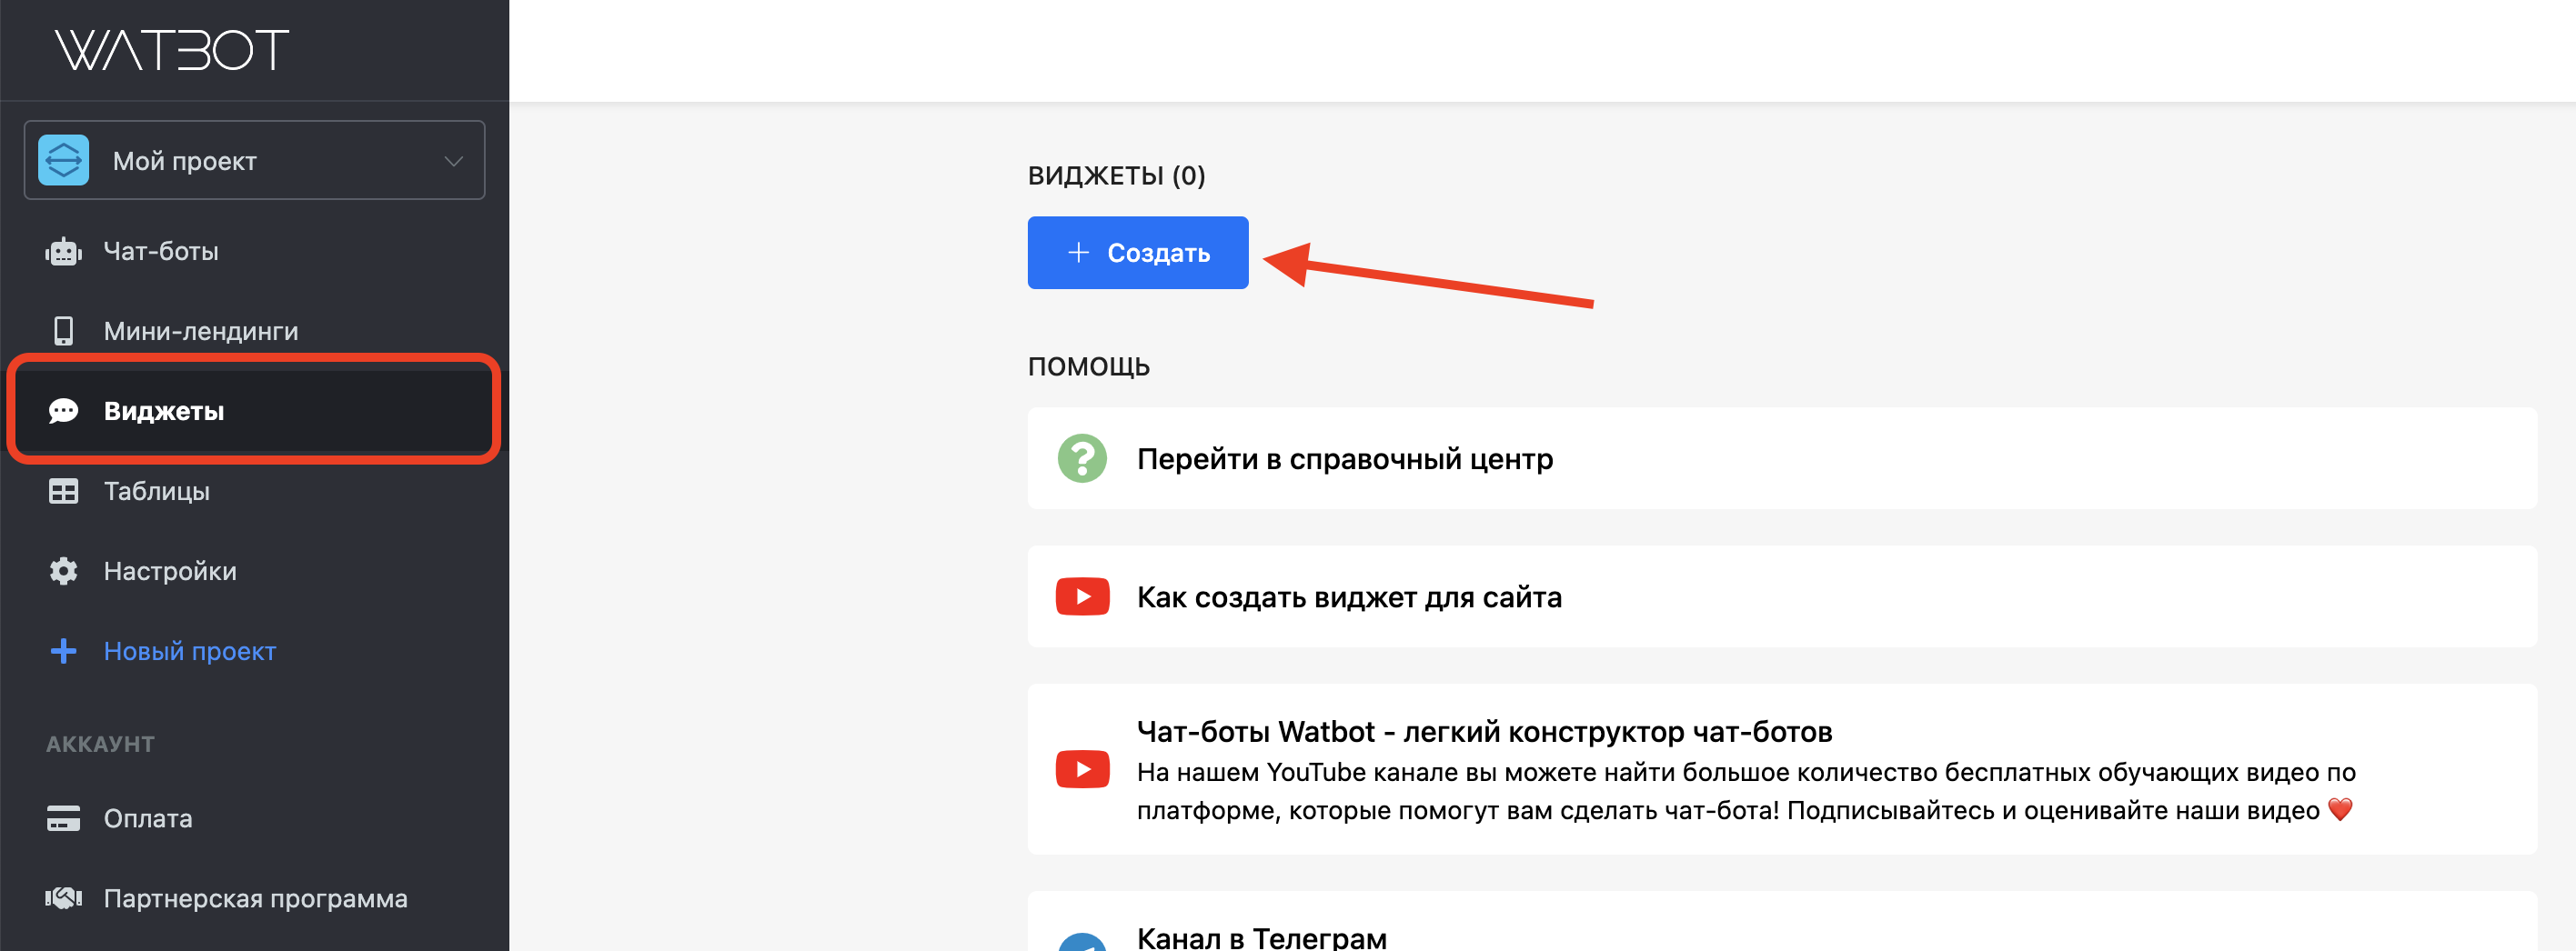 WATBOT
Мой проект
Чат-боты
Мини-лендинги
Виджеты
Таблицы
Настройки
Новый проект
АККАУНТ
Оплата
Партнерская программа
ВИДЖЕТЫ (0)
+ Создать
ПОМОЩЬ
Перейти в справочный центр
Как создать виджет для сайта
Чат-боты Watbot - легкий конструктор чат-ботов
На нашем YouTube канале вы можете найти большое количество бесплатных обучающих видео по
платформе, которые помогут вам сделать чат-бота! Подписывайтесь и оценивайте наши видео ❤️
Канал в Телеграм